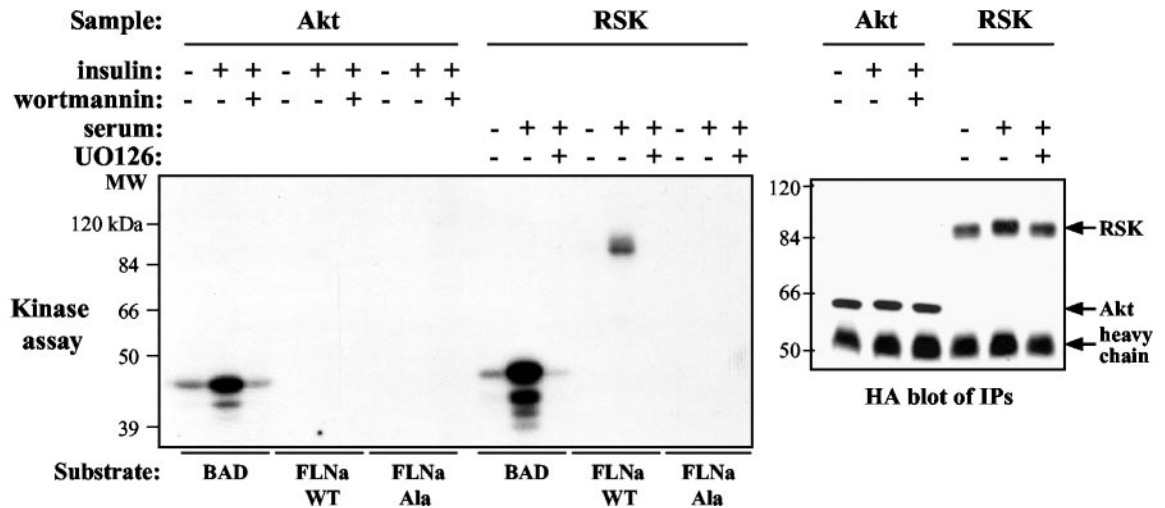 Sample: Akt RSK Akt RSK
insulin: - + + - + + - + + - + +
wortmannin: - - + - - + - - + - - +
serum: - + + - + + - + + - + +
UO126: - - + - - + - - + - - +
MW
120 kDa
84
66
50
39
Kinase
assay
120
84
66
50
RSK
Akt
heavy
chain
HA blot of IPs
Substrate: BAD FLNa FLNa BAD FLNa FLNa
WT Ala WT Ala